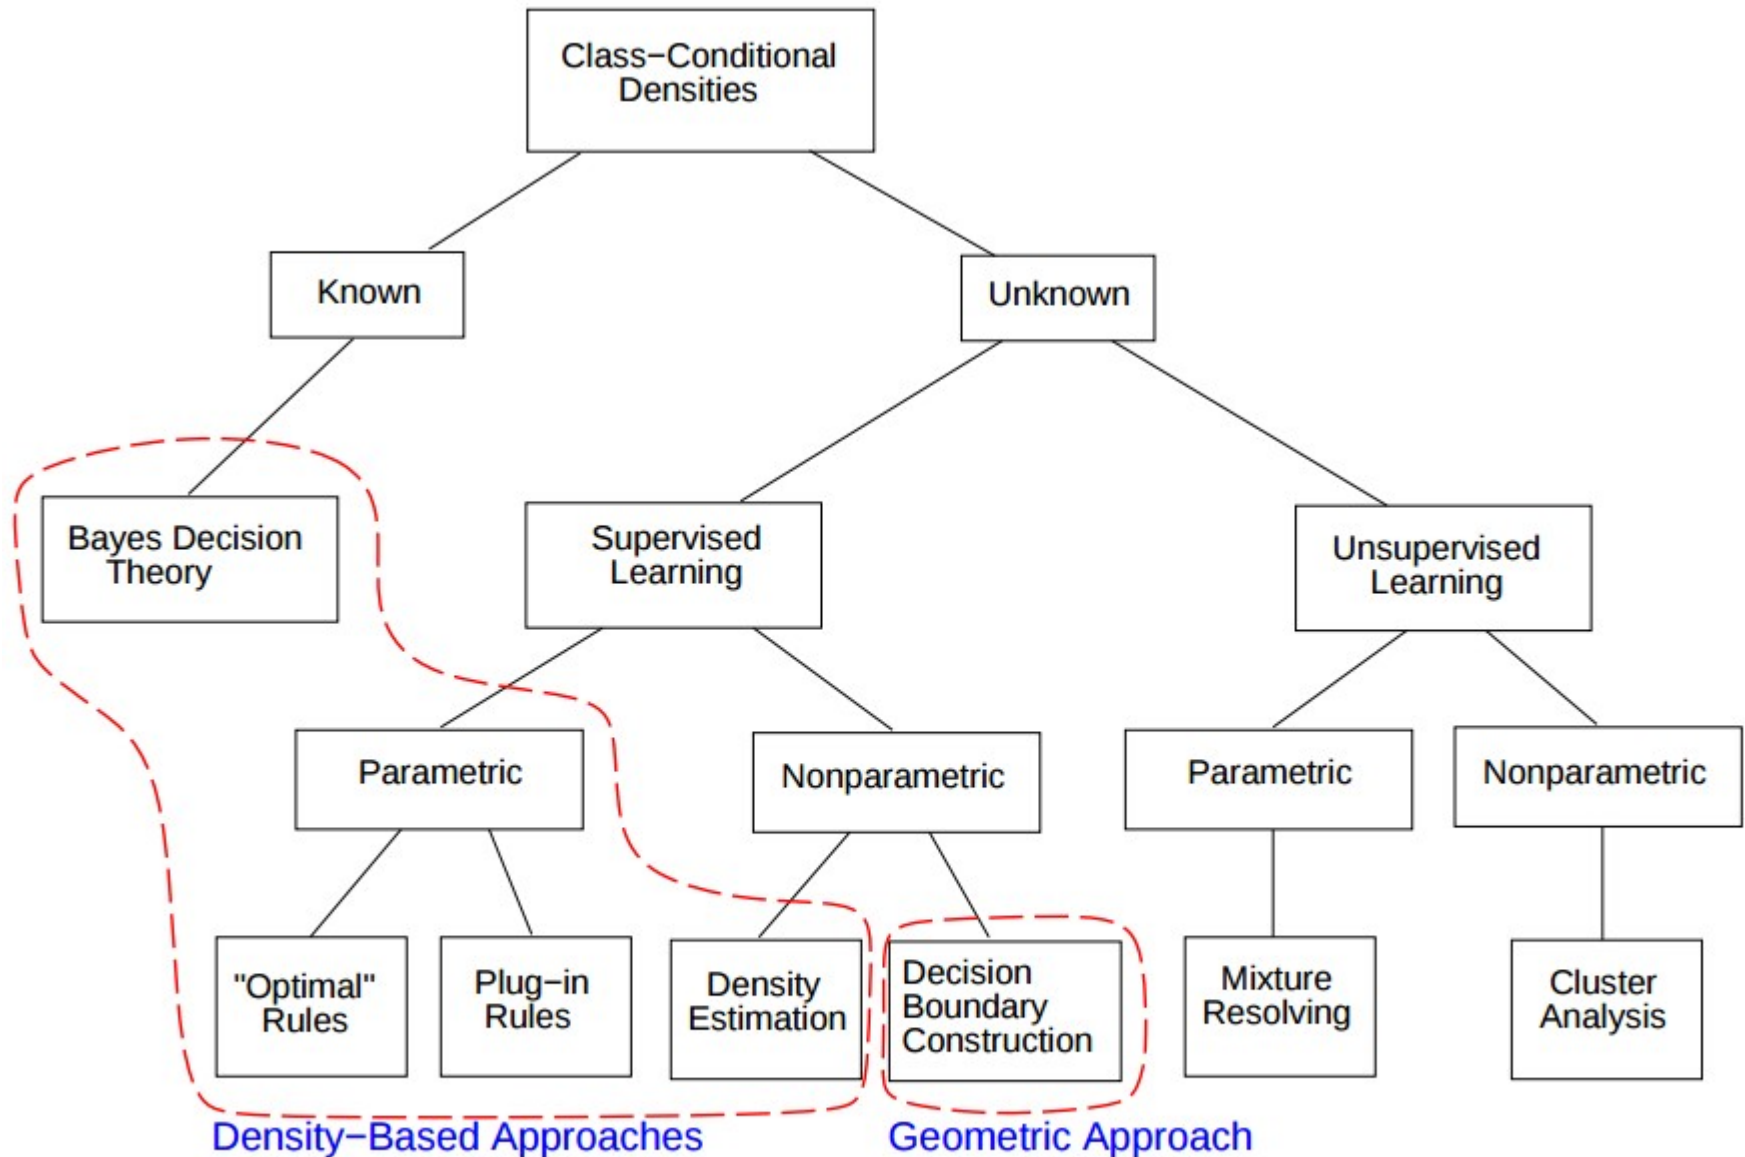 Class−Conditional
Densities
Known
Unknown
Bayes Decision
Theory
Supervised
Learning
Unsupervised
Learning
Parametric
Nonparametric
Parametric
Nonparametric
"Optimal"
Rules
Plug−in
Rules
Density
Estimation
Decision
Boundary
Construction
Mixture
Resolving
Cluster
Analysis
Density−Based Approaches
Geometric Approach